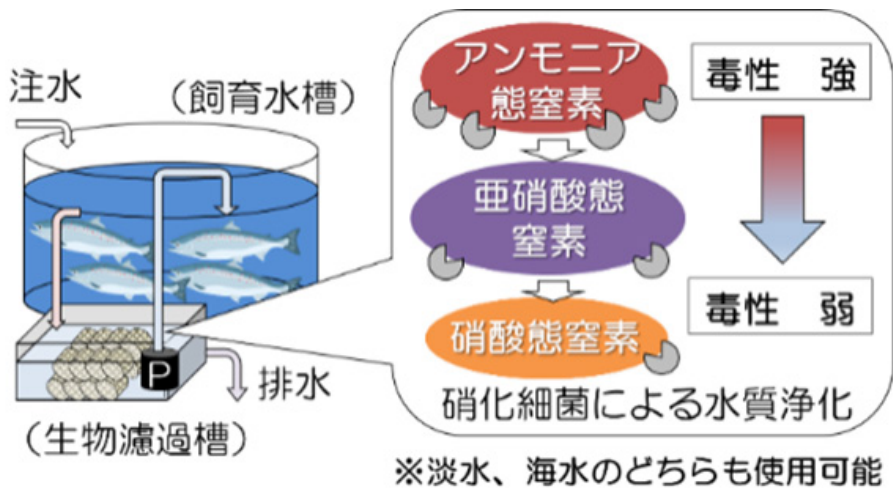 注水
(飼育水槽)
P
排水
(生物濾過槽)
アンモニア
態窒素
亜硝酸態
窒素
硝酸態窒素
毒性 強
毒性 弱
硝化細菌による水質浄化
※淡水、海水のどちらも使用可能